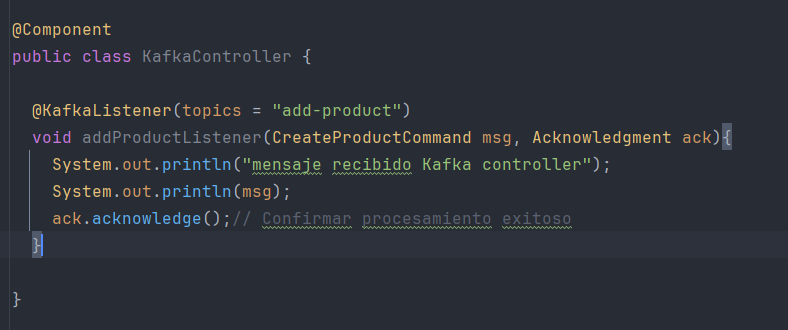 @Component
public class KafkaController {
@KafkaListener(topics = "add-product")
void addProductListener(CreateProductCommand msg, Acknowledgment ack){
System.out.println("mensaje recibido Kafka controller");
System.out.println(msg);
ack.acknowledge();// Confirmar procesamiento exitoso
}
}